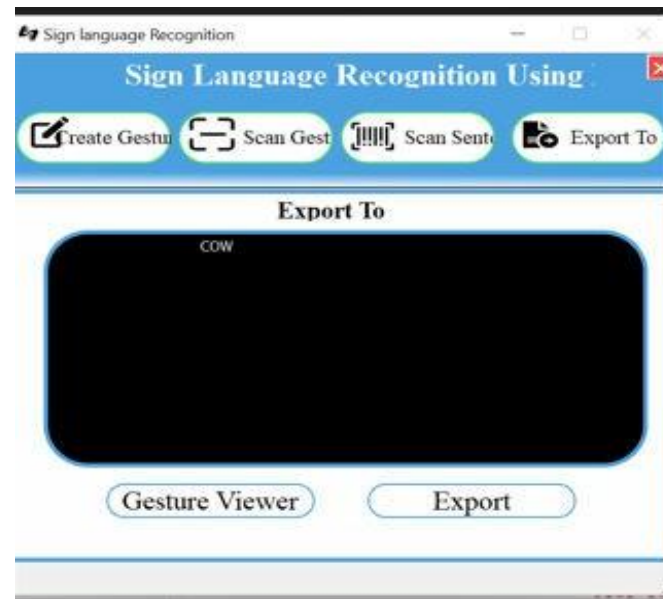 Sign language Recognition
Sign Language Recognition Using
Create Gestu
Scan Gest
Scan Sent
Export To
Export To
COW
Gesture Viewer
Export